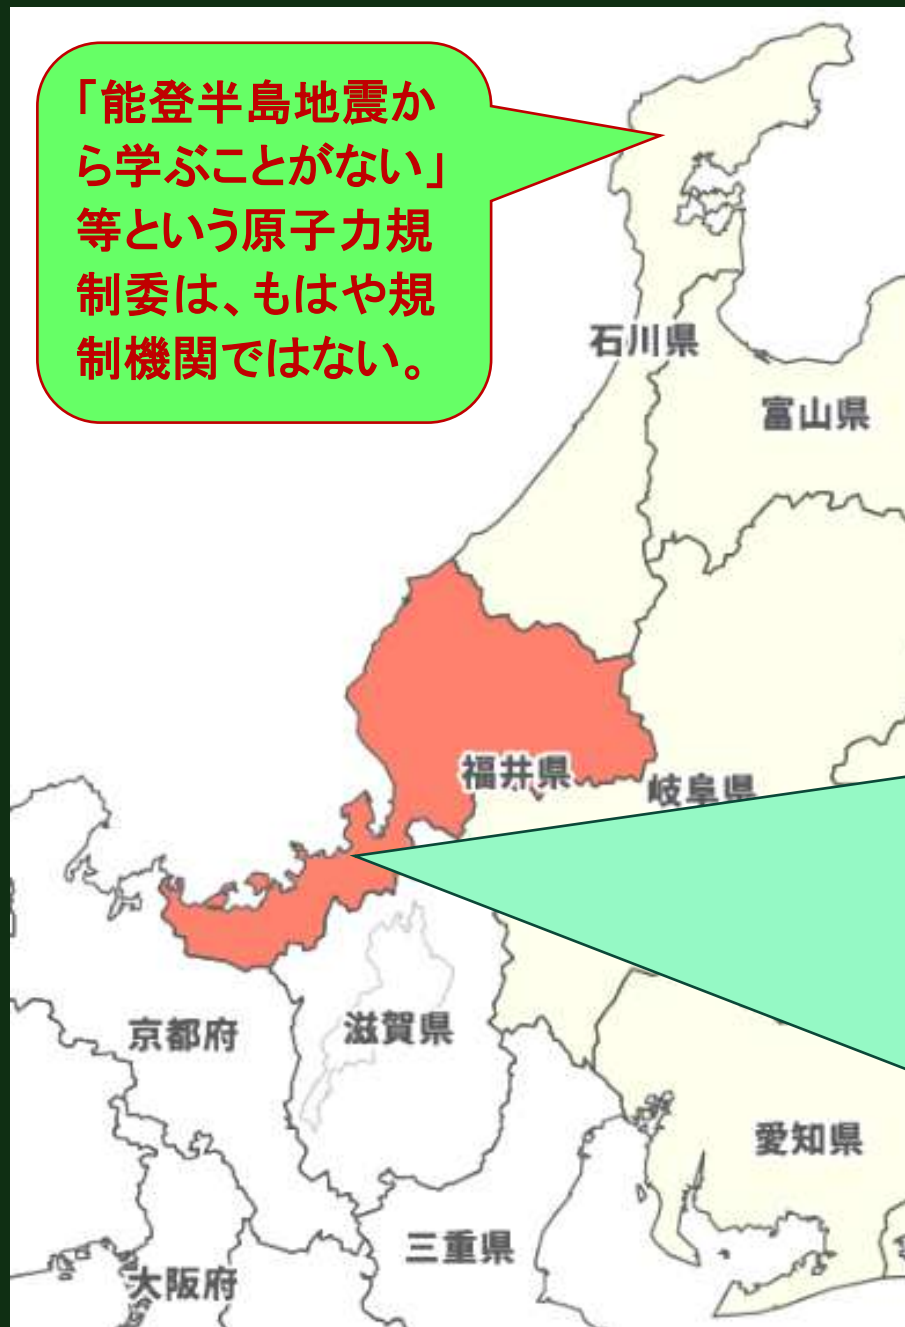 「能登半島地震か
ら学ぶことがない」
等という原子力規
制委は、もはや規
制機関ではない。
石川県
富山県
福井県
岐阜県
京都府
滋賀県
愛知県
三重県
大阪府